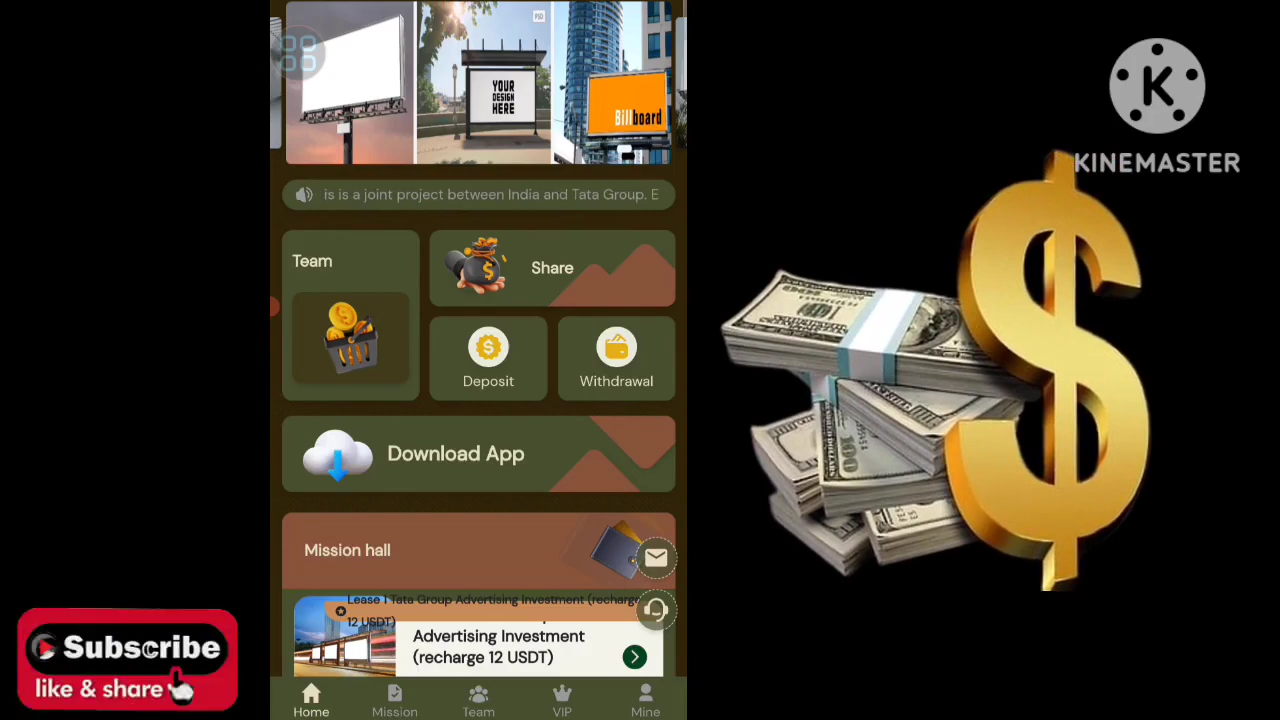 PSD
YOUR
DESIGN
HERE
Billboard
KINEMASTER
is is a joint project between India and Tata Group. E
Team
Share
Deposit
Withdrawal
Download App
Mission hall
Lease 1 Tata Group Advertising Investment (recharge
12 USDT)
Advertising Investment
(recharge 12 USDT)
Subscribe
like & share
Home
Mission
Team
VIP
Mine